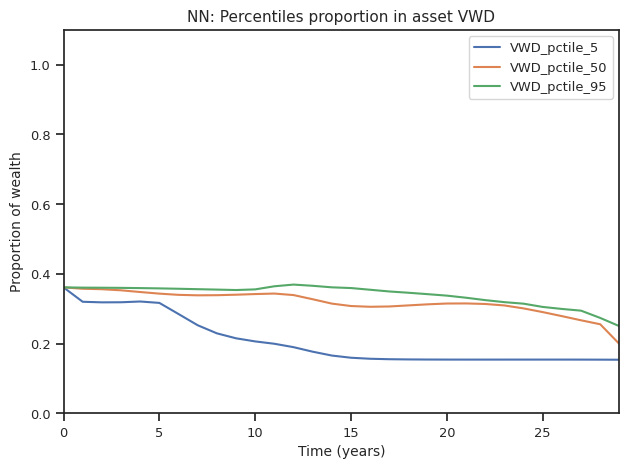 NN: Percentiles proportion in asset VWD
VWD_pctile_5
VWD_pctile_50
VWD_pctile_95
Proportion of wealth
1.0
0.8
0.6
0.4
0.2
0.0
0 5 10 15 20 25
Time (years)